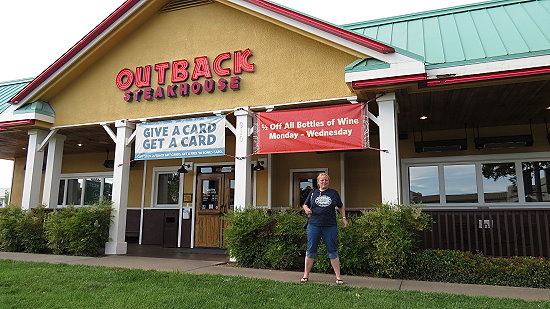 OUTBACK
STEAKHOUSE
GIVE A CARD
GET A CARD
½ Off All Bottles of Wine
Monday - Wednesday